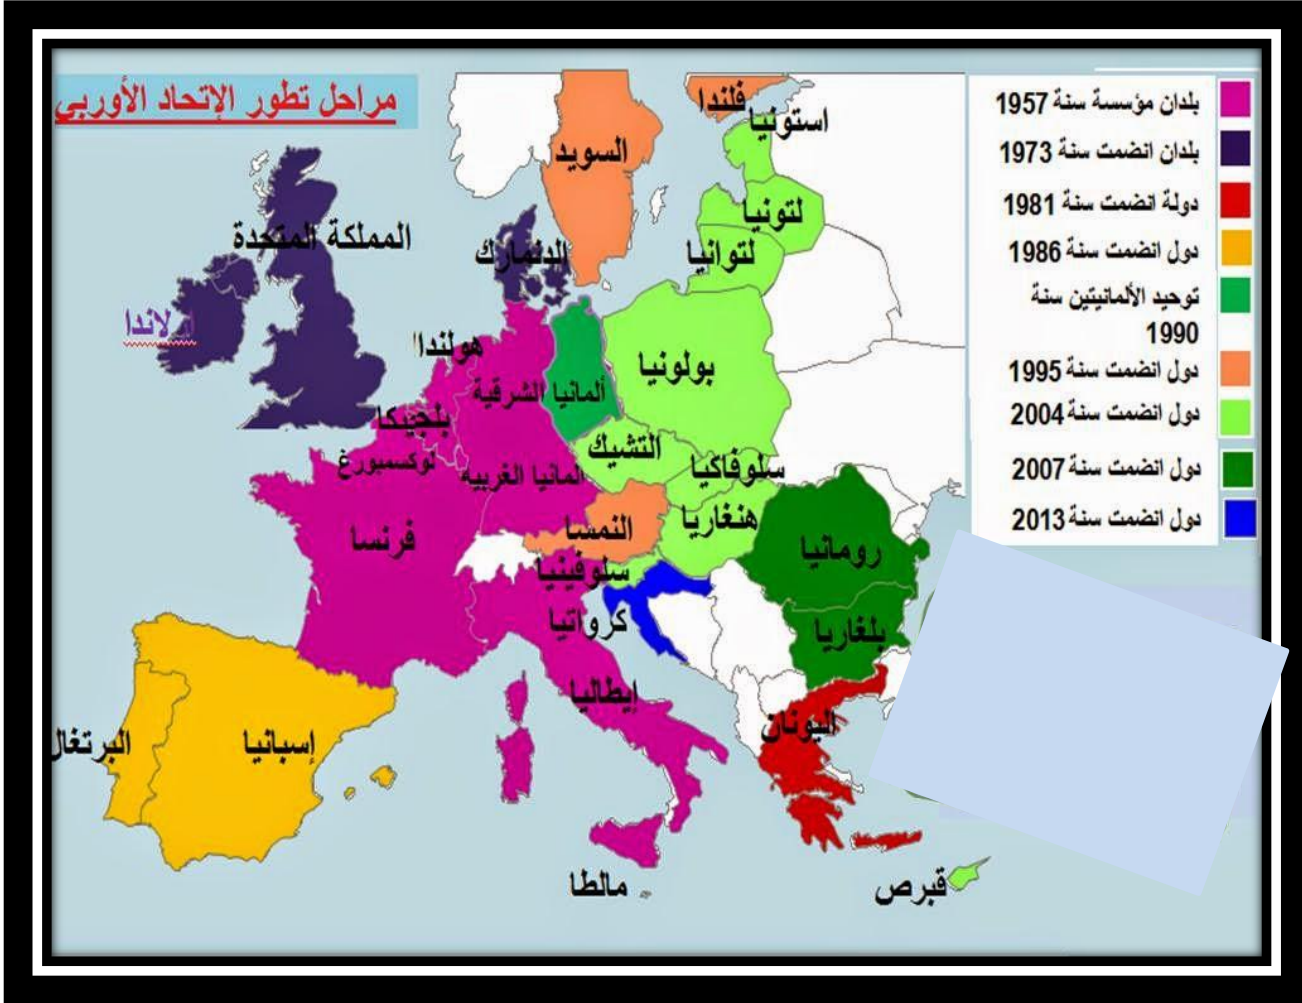 مراحل تطور الإتحاد الأوربي
بلدان مؤسسة سنة 1957
بلدان انضمت سنة 1973
دولة انضمت سنة 1981
دول انضمت سنة 1986
توحيد الألمانيتين سنة
1990
دول انضمت سنة 1995
دول انضمت سنة 2004
دول انضمت سنة 2007
دول انضمت سنة 2013
فلندا
استونيا
السويد
لتونيا
المملكة المتحدة
الدنمارك
لتوانيا
لاندا
هولندا
بولونيا
ألمانيا الشرقية
بلجيكا
التشيك
لوكسمبورغ
سلوفاكيا
المانيا الغربيه
هنغاريا
النمسا
فرنسا
رومانيا
سلوفينيا
كرواتيا
بلغاريا
إيطاليا
اليونان
البرتغال
إسبانيا
مالطا
قبرص